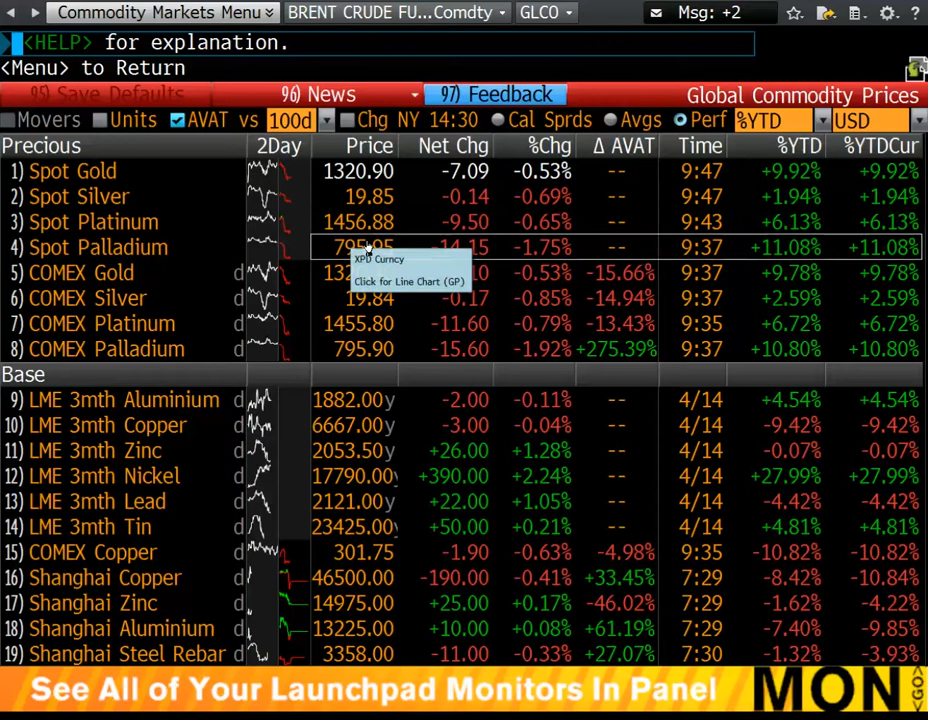 Commodity Markets Menu BRENT CRUDE FU...Comdty GLCO Msg: +2
<HELP> for explanation.
<Menu> to Return
95) Save Defaults 96) News 97) Feedback Global Commodity Prices
Movers Units AVAT vs 100d Chg NY 14:30 Cal Sprds Avgs Perf %YTD USD
Precious 2Day Price Net Chg %Chg Δ AVAT Time %YTD %YTDCur
1) Spot Gold 1320.90 -7.09 -0.53% -- 9:47 +9.92% +9.92%
2) Spot Silver 19.85 -0.14 -0.69% -- 9:47 +1.94% +1.94%
3) Spot Platinum 1456.88 -9.50 -0.65% -- 9:43 +6.13% +6.13%
4) Spot Palladium -14.15 -1.75% -- 9:37 +11.08% +11.08%
XPD Curncy
Click for Line Chart (GP)
5) COMEX Gold d -0.53% -15.66% 9:37 +9.78% +9.78%
6) COMEX Silver d 19.84 -0.17 -0.85% -14.94% 9:37 +2.59% +2.59%
7) COMEX Platinum d 1455.80 -11.60 -0.79% -13.43% 9:35 +6.72% +6.72%
8) COMEX Palladium d 795.90 -15.60 -1.92% +275.39% 9:37 +10.80% +10.80%
Base
9) LME 3mth Aluminium d 1882.00y -2.00 -0.11% -- 4/14 +4.54% +4.54%
10) LME 3mth Copper d 6667.00y -3.00 -0.04% -- 4/14 -9.42% -9.42%
11) LME 3mth Zinc d 2053.50y +26.00 +1.28% -- 4/14 -0.07% -0.07%
12) LME 3mth Nickel d 17790.00y +390.00 +2.24% -- 4/14 +27.99% +27.99%
13) LME 3mth Lead d 2121.00y +22.00 +1.05% -- 4/14 -4.42% -4.42%
14) LME 3mth Tin d 23425.00y +50.00 +0.21% -- 4/14 +4.81% +4.81%
15) COMEX Copper d 301.75 -1.90 -0.63% -4.98% 9:35 -10.82% -10.82%
16) Shanghai Copper d 46500.00 -190.00 -0.41% +33.45% 7:29 -8.42% -10.84%
17) Shanghai Zinc d 14975.00 +25.00 +0.17% -46.02% 7:29 -1.62% -4.22%
18) Shanghai Aluminium d 13225.00 +10.00 +0.08% +61.19% 7:29 -7.40% -9.85%
19) Shanghai Steel Rebar d 3358.00 -11.00 -0.33% +27.07% 7:30 -1.32% -3.93%
See All of Your Launchpad Monitors In Panel MON <GO>